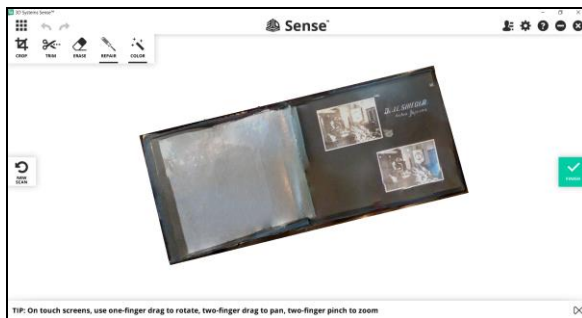 3D Systems Sense™
Sense™
CROP
TRIM
ERASE
REPAIR
COLOR
NEW
SCAN
FINISH
TIP: On touch screens, use one-finger drag to rotate, two-finger drag to pan, two-finger pinch to zoom